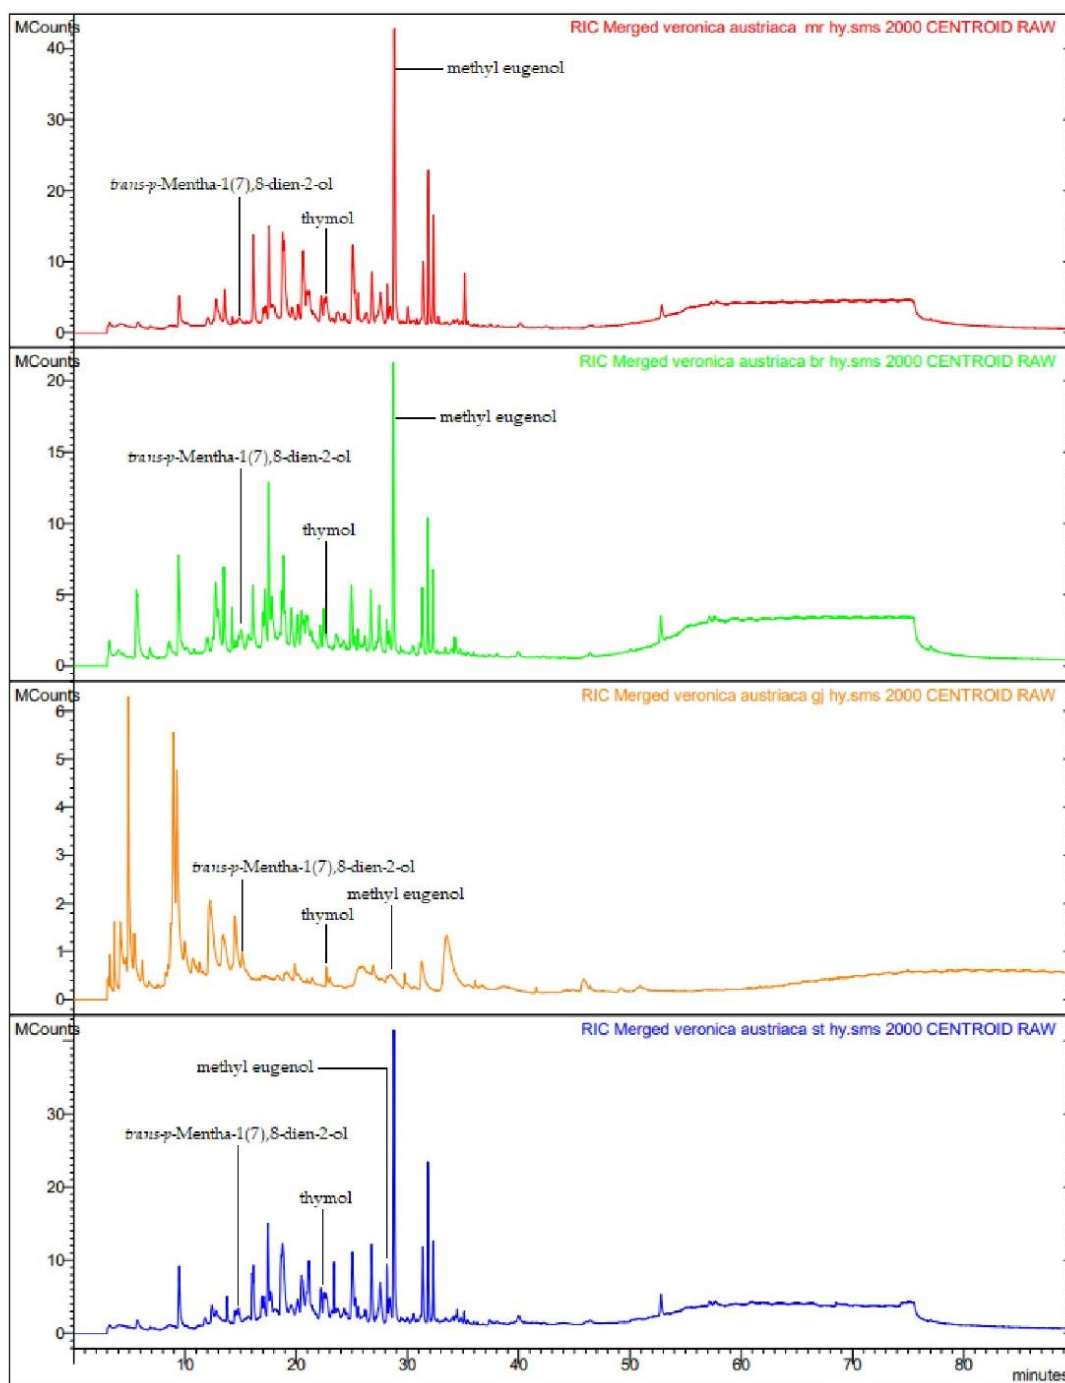 MCounts RIC Merged veronica austriaca mr hy.sms 2000 CENTROID RAW
40
methyl eugenol
30
trans-p-Mentha-1(7),8-dien-2-ol
20
thymol
10
0
MCounts RIC Merged veronica austriaca br hy.sms 2000 CENTROID RAW
20
methyl eugenol
15
trans-p-Mentha-1(7),8-dien-2-ol
10
thymol
5
0
MCounts RIC Merged veronica austriaca gj hy.sms 2000 CENTROID RAW
6
5
4
3
trans-p-Mentha-1(7),8-dien-2-ol
methyl eugenol
2
thymol
1
0
MCounts RIC Merged veronica austriaca st hy.sms 2000 CENTROID RAW
methyl eugenol
30
trans-p-Mentha-1(7),8-dien-2-ol
20
thymol
10
0
10 20 30 40 50 60 70 80
minutes